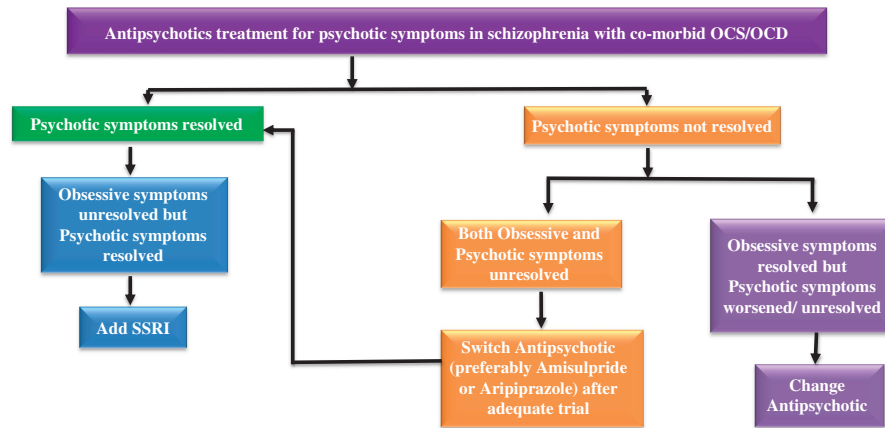 Antipsychotics treatment for psychotic symptoms in schizophrenia with co-morbid OCS/OCD
Psychotic symptoms resolved
Psychotic symptoms not resolved
Obsessive symptoms
unresolved but
Psychotic symptoms
resolved
Both Obsessive and
Psychotic symptoms
unresolved
Obsessive symptoms
resolved but
Psychotic symptoms
worsened/ unresolved
Add SSRI
Switch Antipsychotic
(preferably Amisulpride
or Aripiprazole) after
adequate trial
Change
Antipsychotic